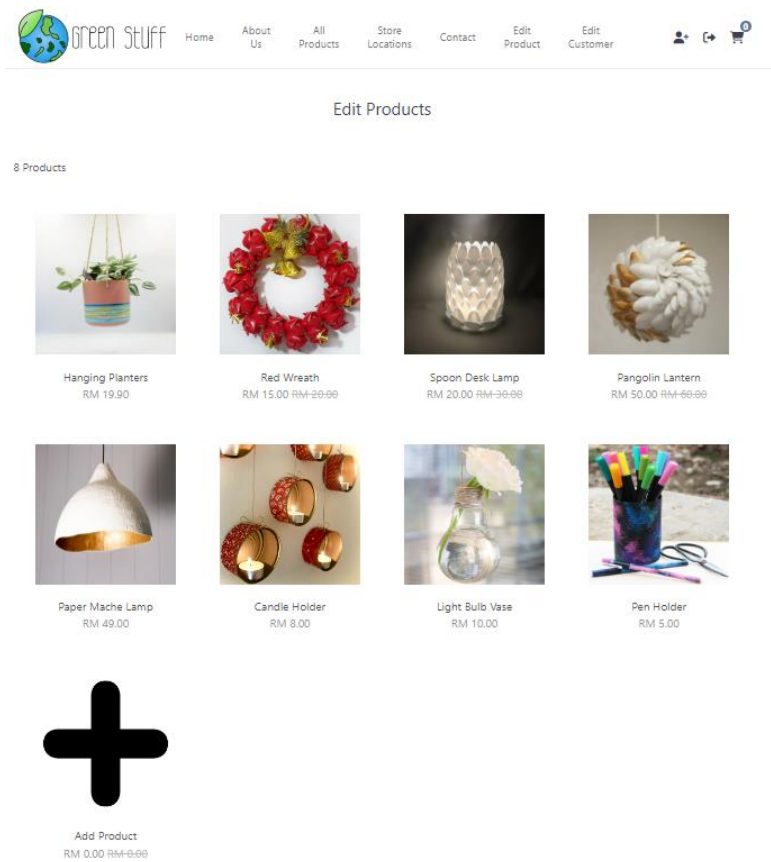 Green Stuff
Home
About
Us
All
Products
Store
Locations
Contact
Edit
Product
Edit
Customer
0
Edit Products
8 Products
Hanging Planters
RM 19.90
Red Wreath
RM 15.00 RM 20.00
Spoon Desk Lamp
RM 20.00 RM 30.00
Pangolin Lantern
RM 50.00 RM 60.00
Paper Mache Lamp
RM 49.00
Candle Holder
RM 8.00
Light Bulb Vase
RM 10.00
Pen Holder
RM 5.00
Add Product
RM 0.00 RM 0.00